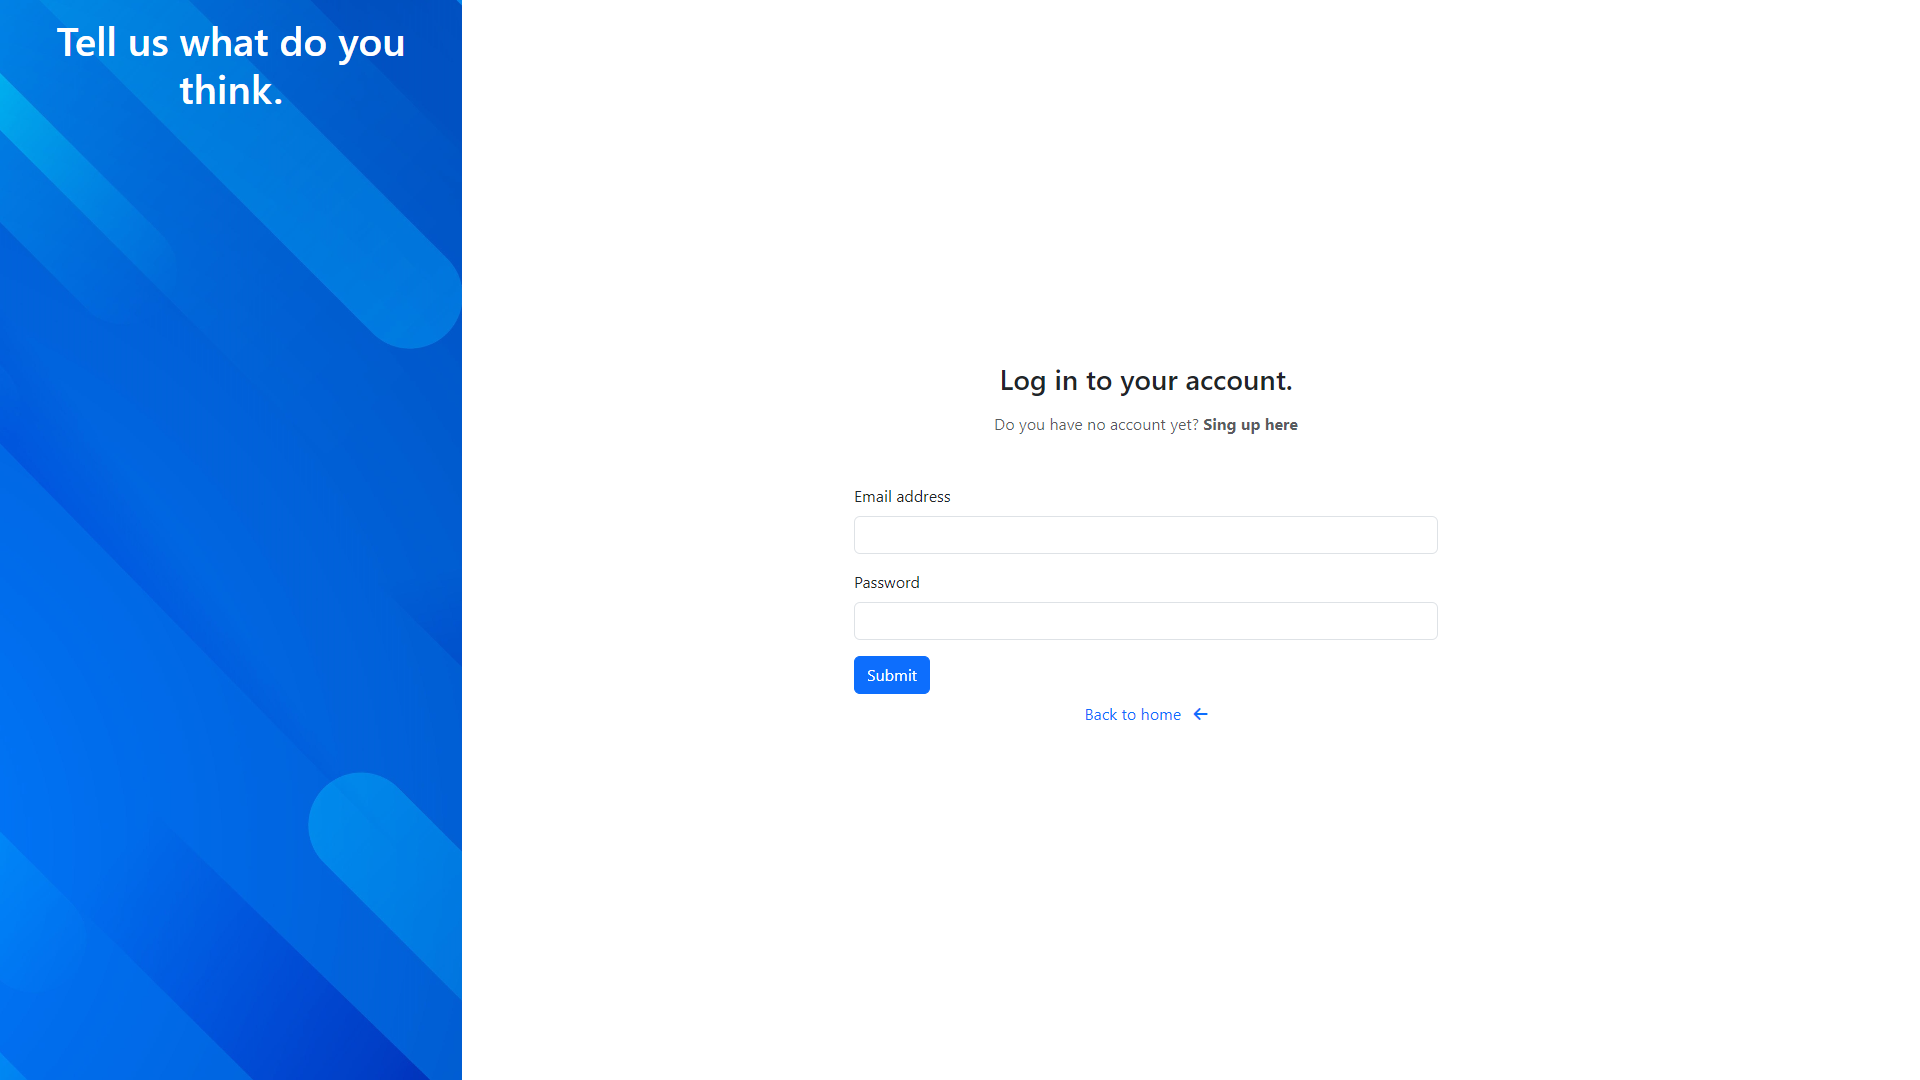 Tell us what do you
think.
Log in to your account.
Do you have no account yet? Sing up here
Email address
Password
Submit
Back to home